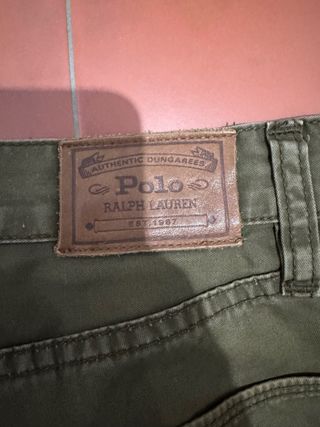 AUTHENTIC DUNGAREES
Polo
RALPH LAUREN
EST. 1967